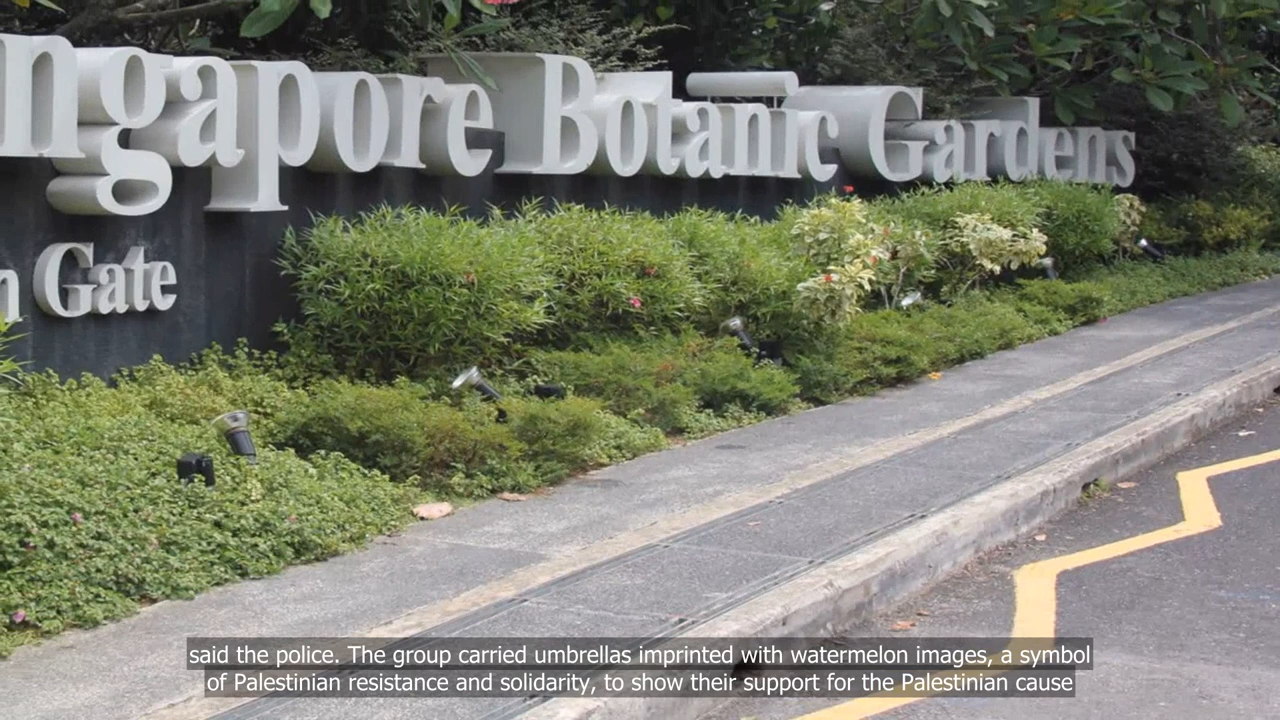 ngapore Botanic Gardens
n Gate
said the police. The group carried umbrellas imprinted with watermelon images, a symbol
of Palestinian resistance and solidarity, to show their support for the Palestinian cause